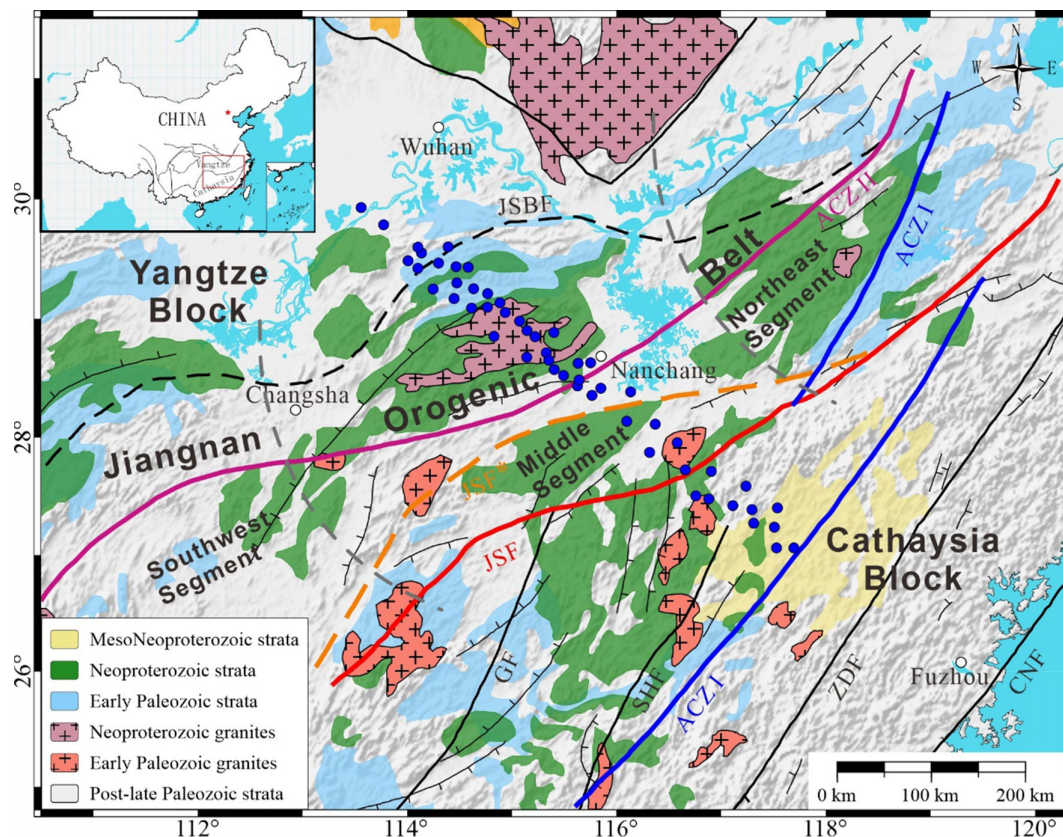 N
W E
S
CHINA
Yangtze
Cathaysia
Wuhan
30°
JSBF
ACZ II
ACZ I
Yangtze
Block
Belt
Northeast
Segment
Changsha
Nanchang
Orogenic
28°
Jiangnan
Middle
Segment
JSF*
Southwest
Segment
JSF
Cathaysia
Block
MesoNeoproterozoic strata
Neoproterozoic strata
Early Paleozoic strata
Neoproterozoic granites
Early Paleozoic granites
Post-late Paleozoic strata
26°
GF
SHF
ACZ I
ZDF
Fuzhou
CNF
0 km 100 km 200 km
112° 114° 116° 118° 120°